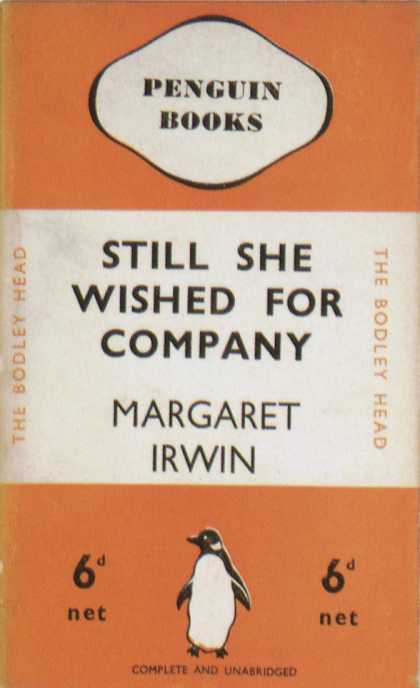 PENGUIN
BOOKS
THE BODLEY HEAD
STILL SHE
WISHED FOR
COMPANY
MARGARET
IRWIN
THE BODLEY HEAD
6d
net
6d
net
COMPLETE AND UNABRIDGED